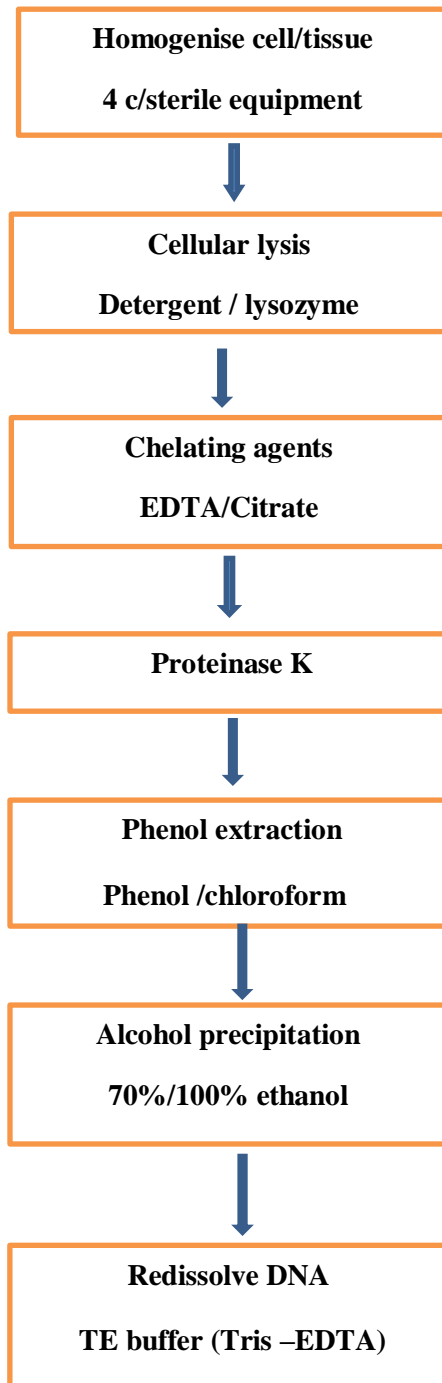 Homogenise cell/tissue
4 c/sterile equipment
Cellular lysis
Detergent / lysozyme
Chelating agents
EDTA/Citrate
Proteinase K
Phenol extraction
Phenol /chloroform
Alcohol precipitation
70%/100% ethanol
Redissolve DNA
TE buffer (Tris –EDTA)